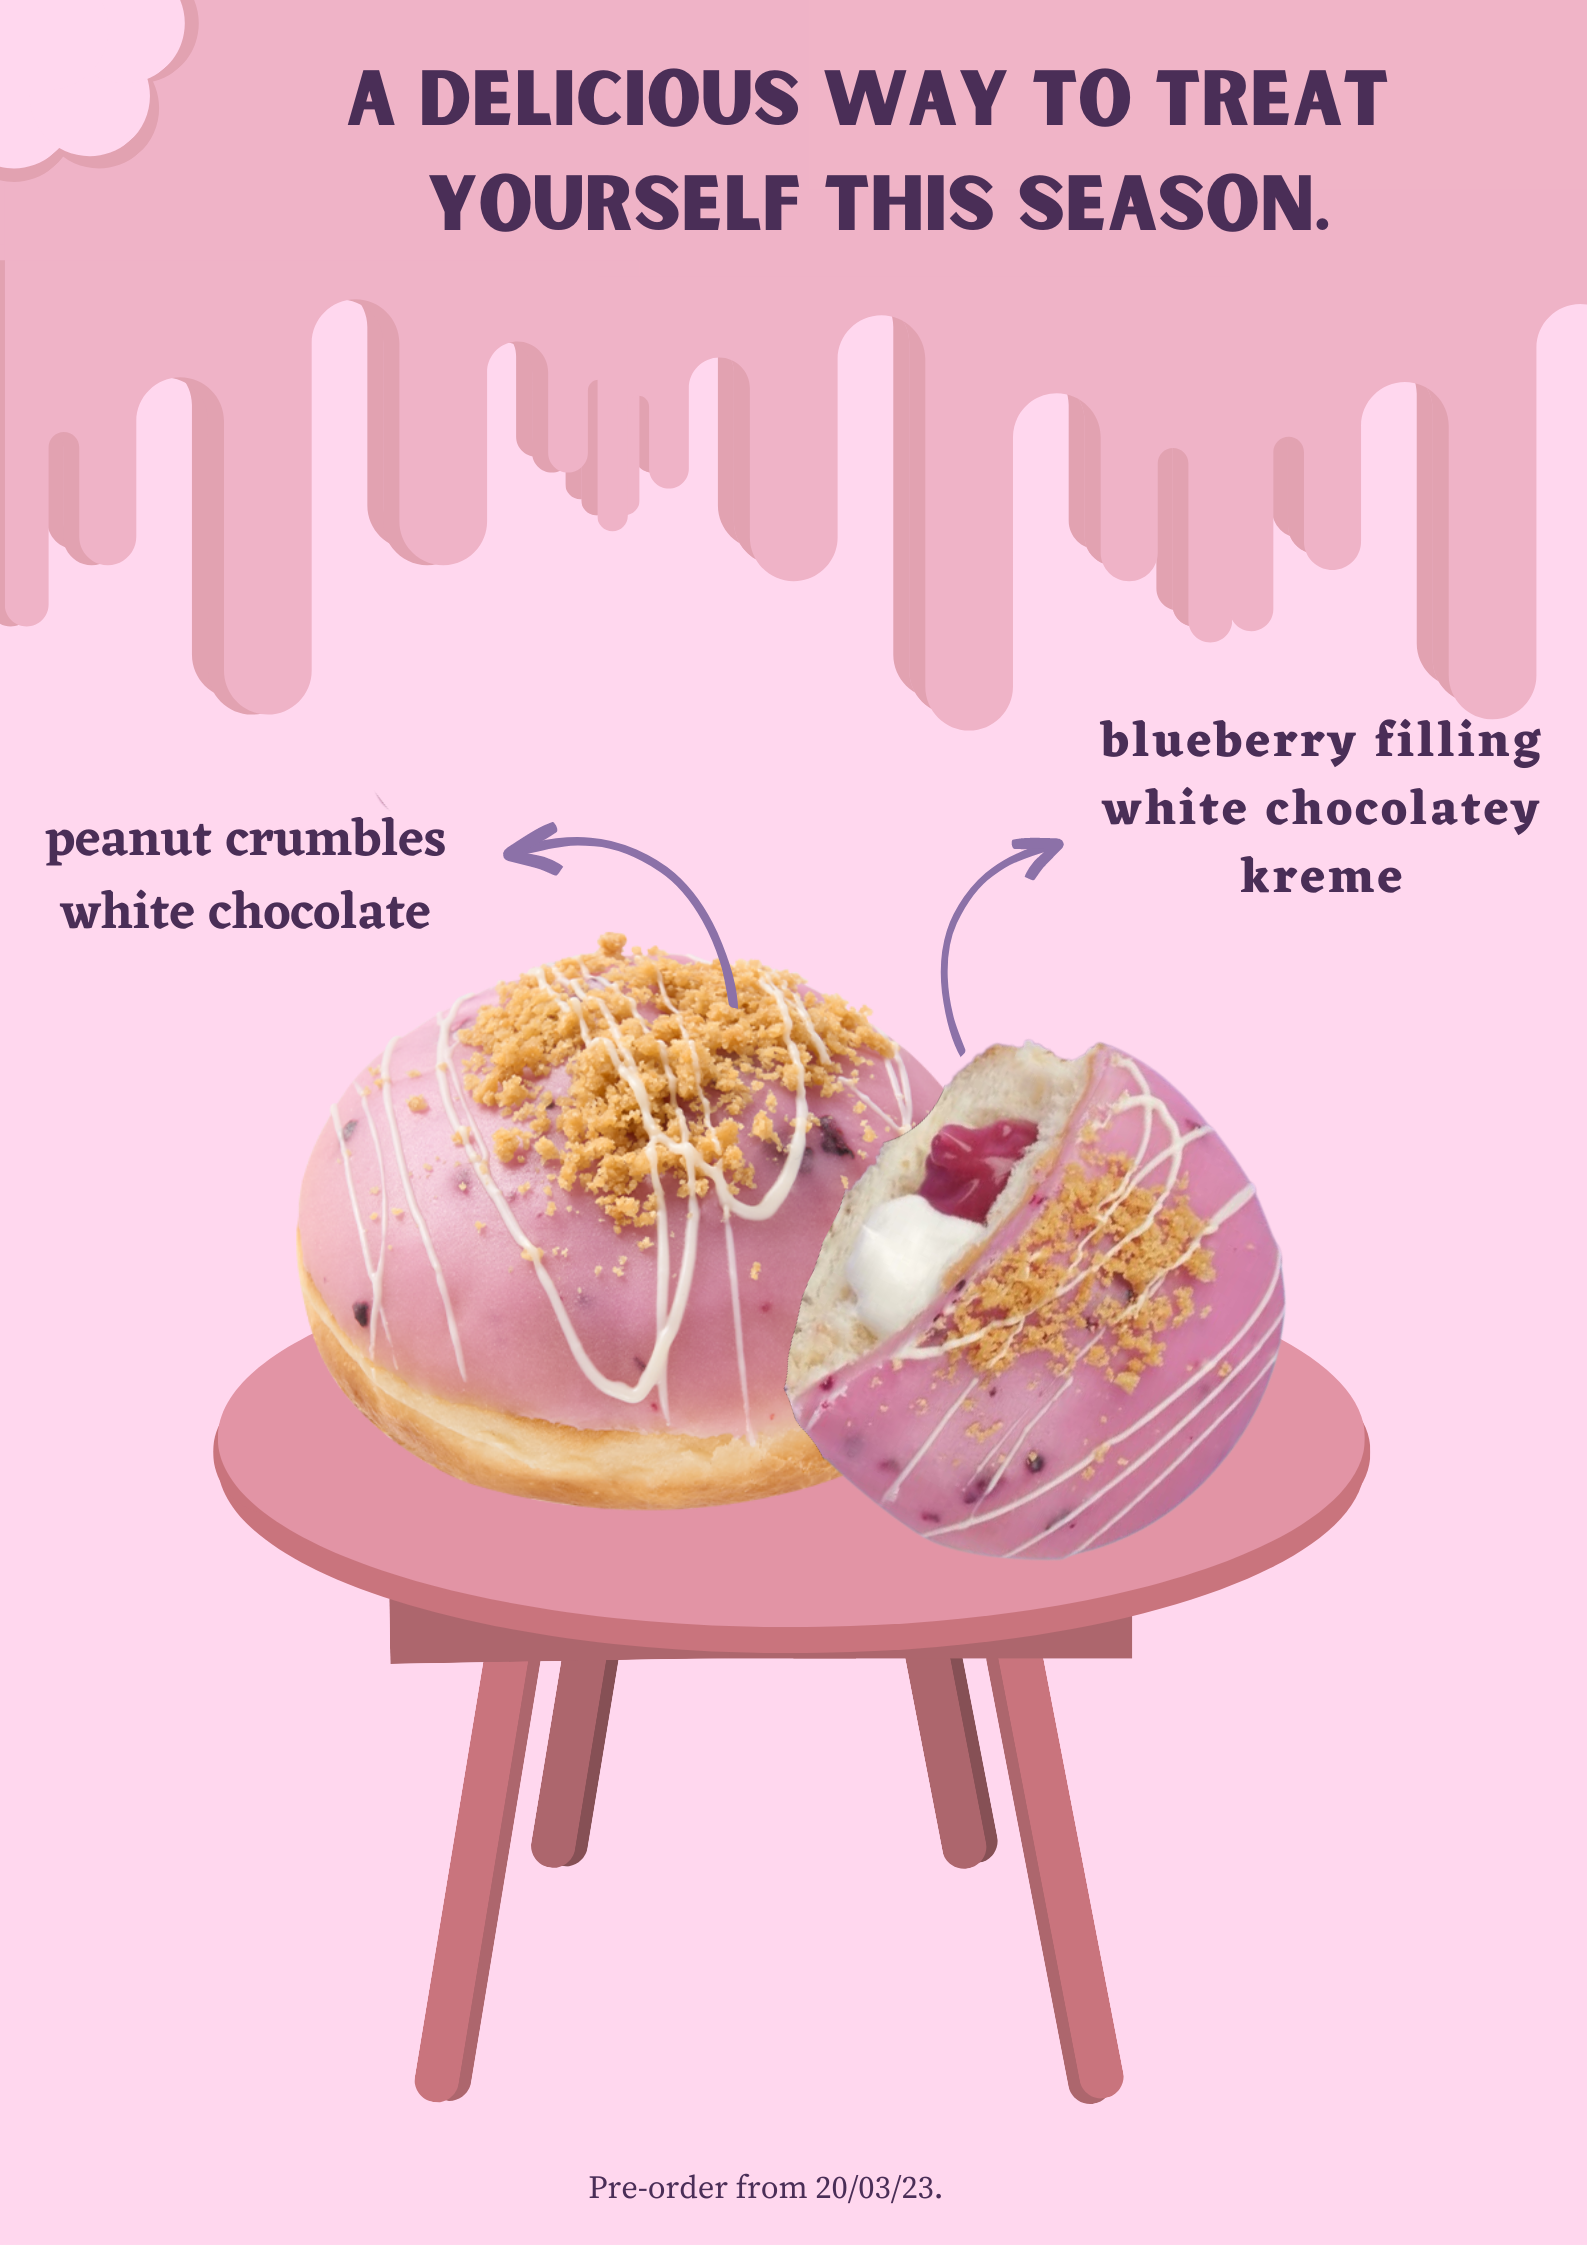 A DELICIOUS WAY TO TREAT
YOURSELF THIS SEASON.
blueberry filling
white chocolatey
kreme
peanut crumbles
white chocolate
Pre-order from 20/03/23.